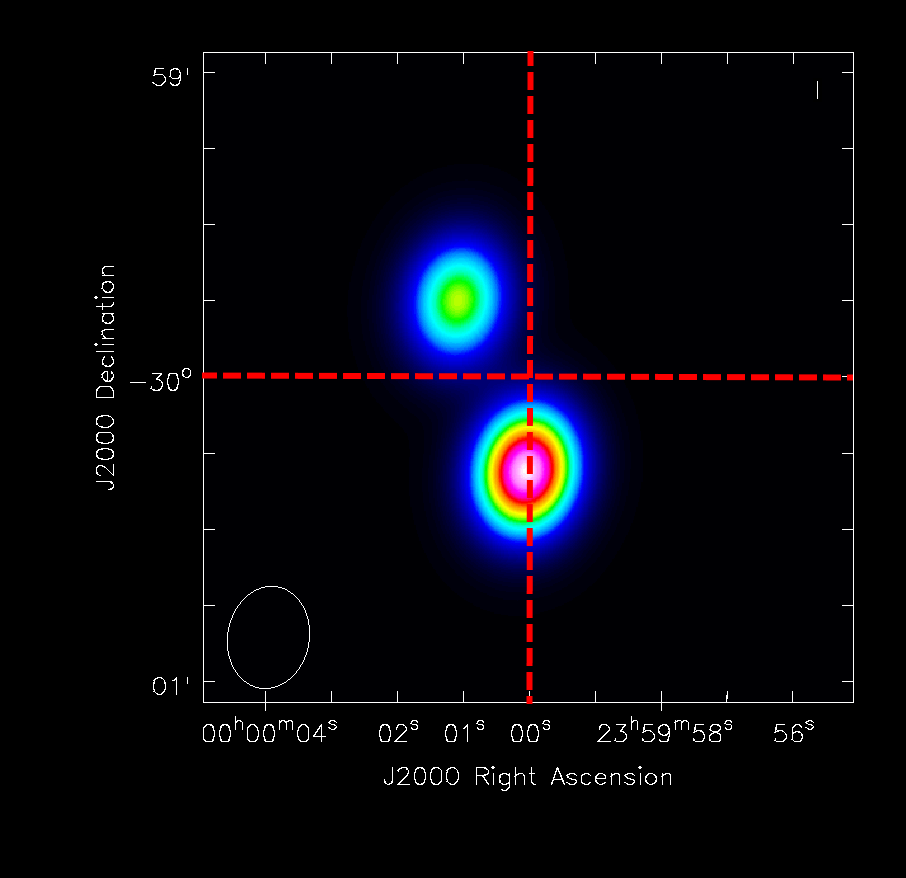 59'
I
J2000 Declination
−30°
01'
00ʰ00ᵐ04ˢ 02ˢ 01ˢ 00ˢ 23ʰ59ᵐ58ˢ 56ˢ
J2000 Right Ascension